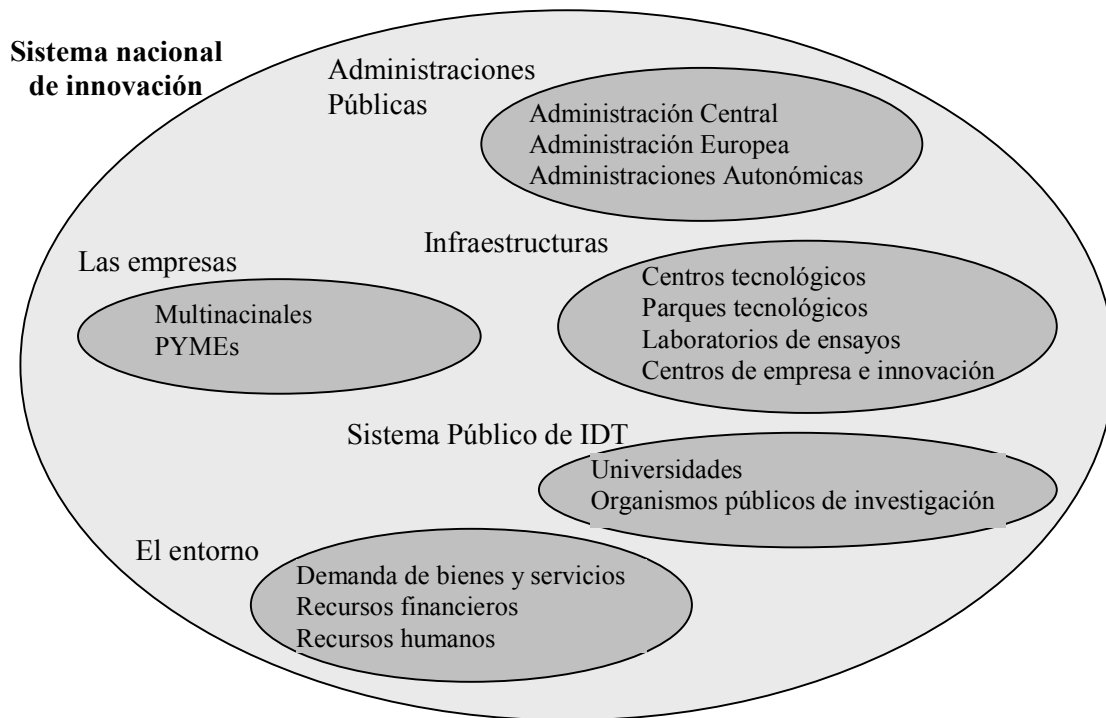 Sistema nacional
de innovación
Administraciones
Públicas
Administración Central
Administración Europea
Administraciones Autonómicas
Infraestructuras
Las empresas
Centros tecnológicos
Parques tecnológicos
Laboratorios de ensayos
Centros de empresa e innovación
Multinacinales
PYMEs
Sistema Público de IDT
Universidades
Organismos públicos de investigación
El entorno
Demanda de bienes y servicios
Recursos financieros
Recursos humanos